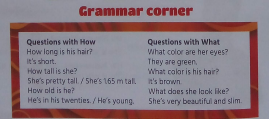 Grammar corner
Questions with How
How long is his hair?
It's short.
How tall is she?
She's pretty tall. / She's 1.65 m tall.
How old is he?
He's in his twenties. / He's young.
Questions with What
What color are her eyes?
They are green.
What color is his hair?
It's brown.
What does she look like?
She's very beautiful and slim.